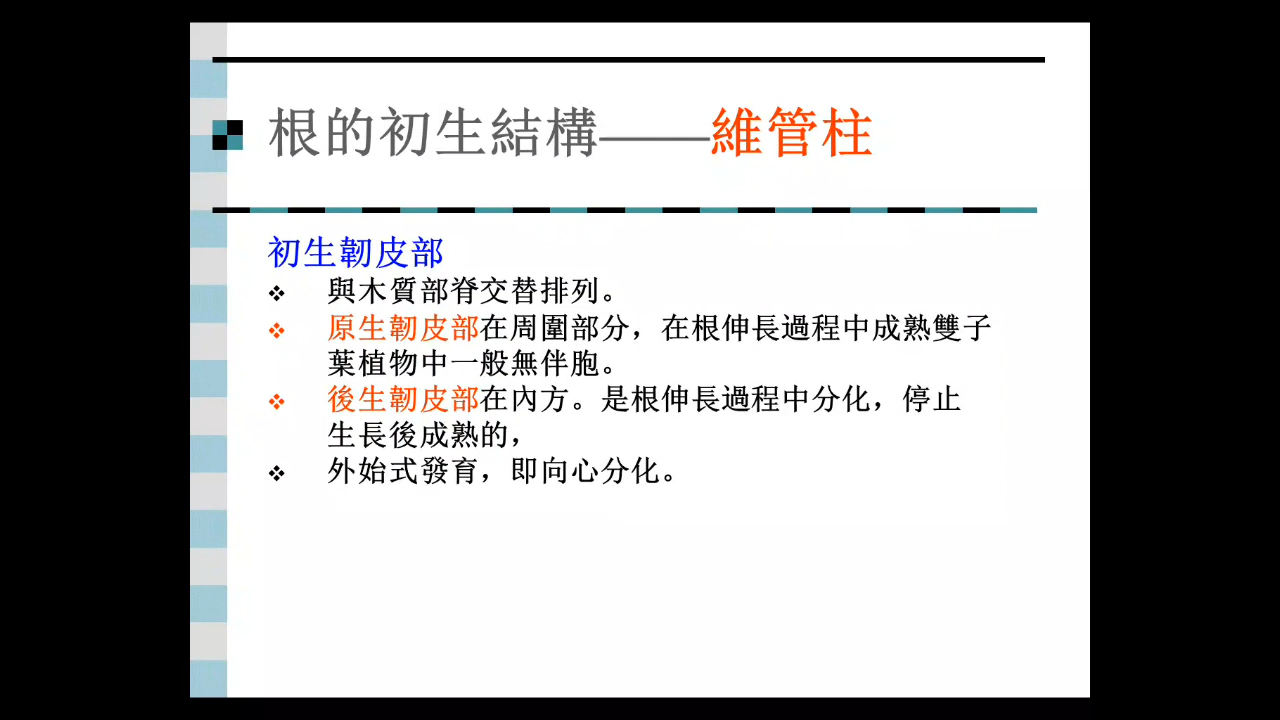 根的初生結構——維管柱
初生韌皮部
與木質部脊交替排列。
原生韌皮部在周圍部分，在根伸長過程中成熟雙子
葉植物中一般無伴胞。
後生韌皮部在內方。是根伸長過程中分化，停止
生長後成熟的，
外始式發育，即向心分化。